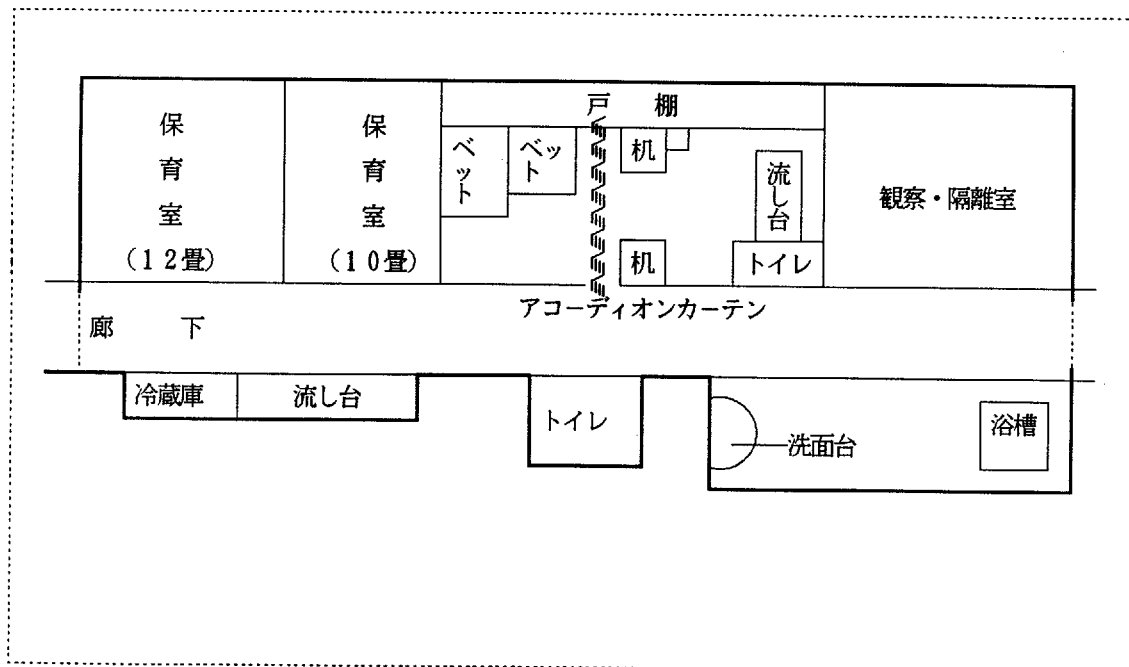 保育室
(12畳)
保育室
(10畳)
戸棚
ベット
ベット
机
机
流し台
トイレ
観察・隔離室
アコーディオンカーテン
廊下
冷蔵庫
流し台
トイレ
洗面台
浴槽